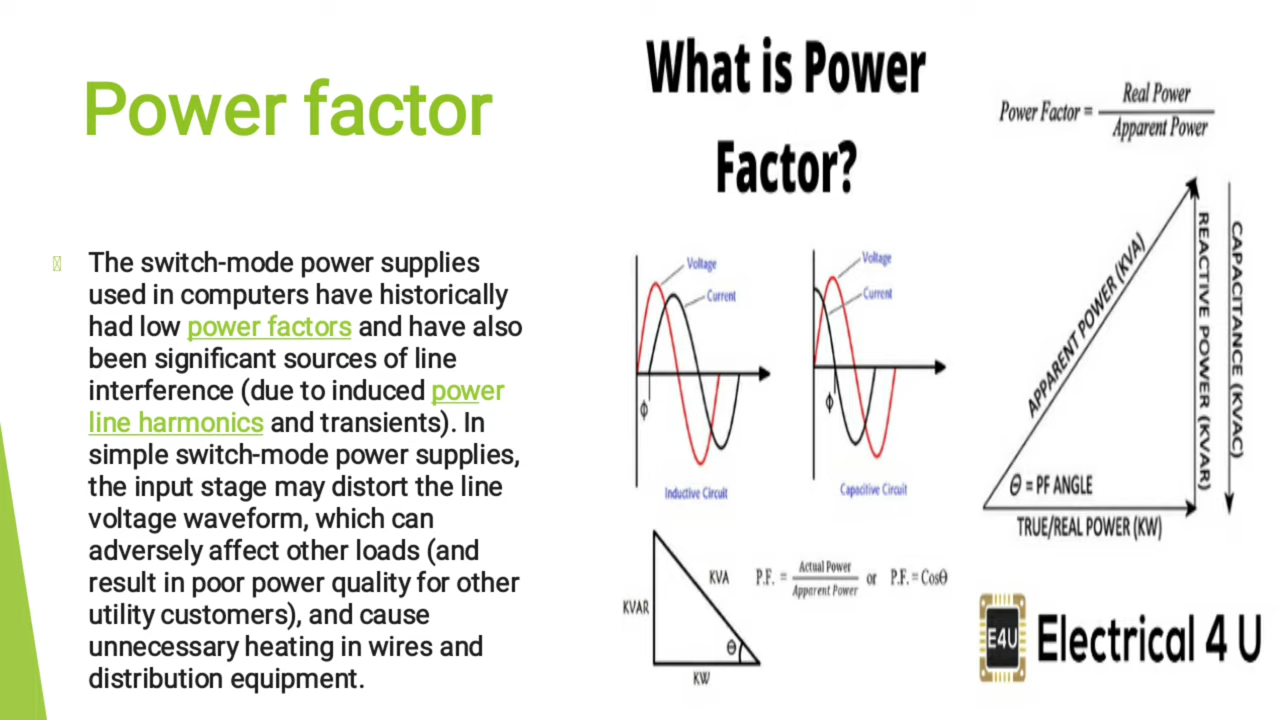 Power factor
The switch-mode power supplies
used in computers have historically
had low power factors and have also
been significant sources of line
interference (due to induced power
line harmonics and transients). In
simple switch-mode power supplies,
the input stage may distort the line
voltage waveform, which can
adversely affect other loads (and
result in poor power quality for other
utility customers), and cause
unnecessary heating in wires and
distribution equipment.
What is Power
Factor?
Power Factor = Real Power
Apparent Power
Voltage
Current
ϕ
Inductive Circuit
Voltage
Current
ϕ
Capacitive Circuit
APPARENT POWER (KVA)
REACTIVE POWER (KVAR)
CAPACITANCE (KVAC)
θ = PF ANGLE
TRUE/REAL POWER (KW)
KVAR
KVA
θ
KW
P.F. = Actual Power
Apparent Power
or P.F. = Cosθ
E4U
Electrical 4 U